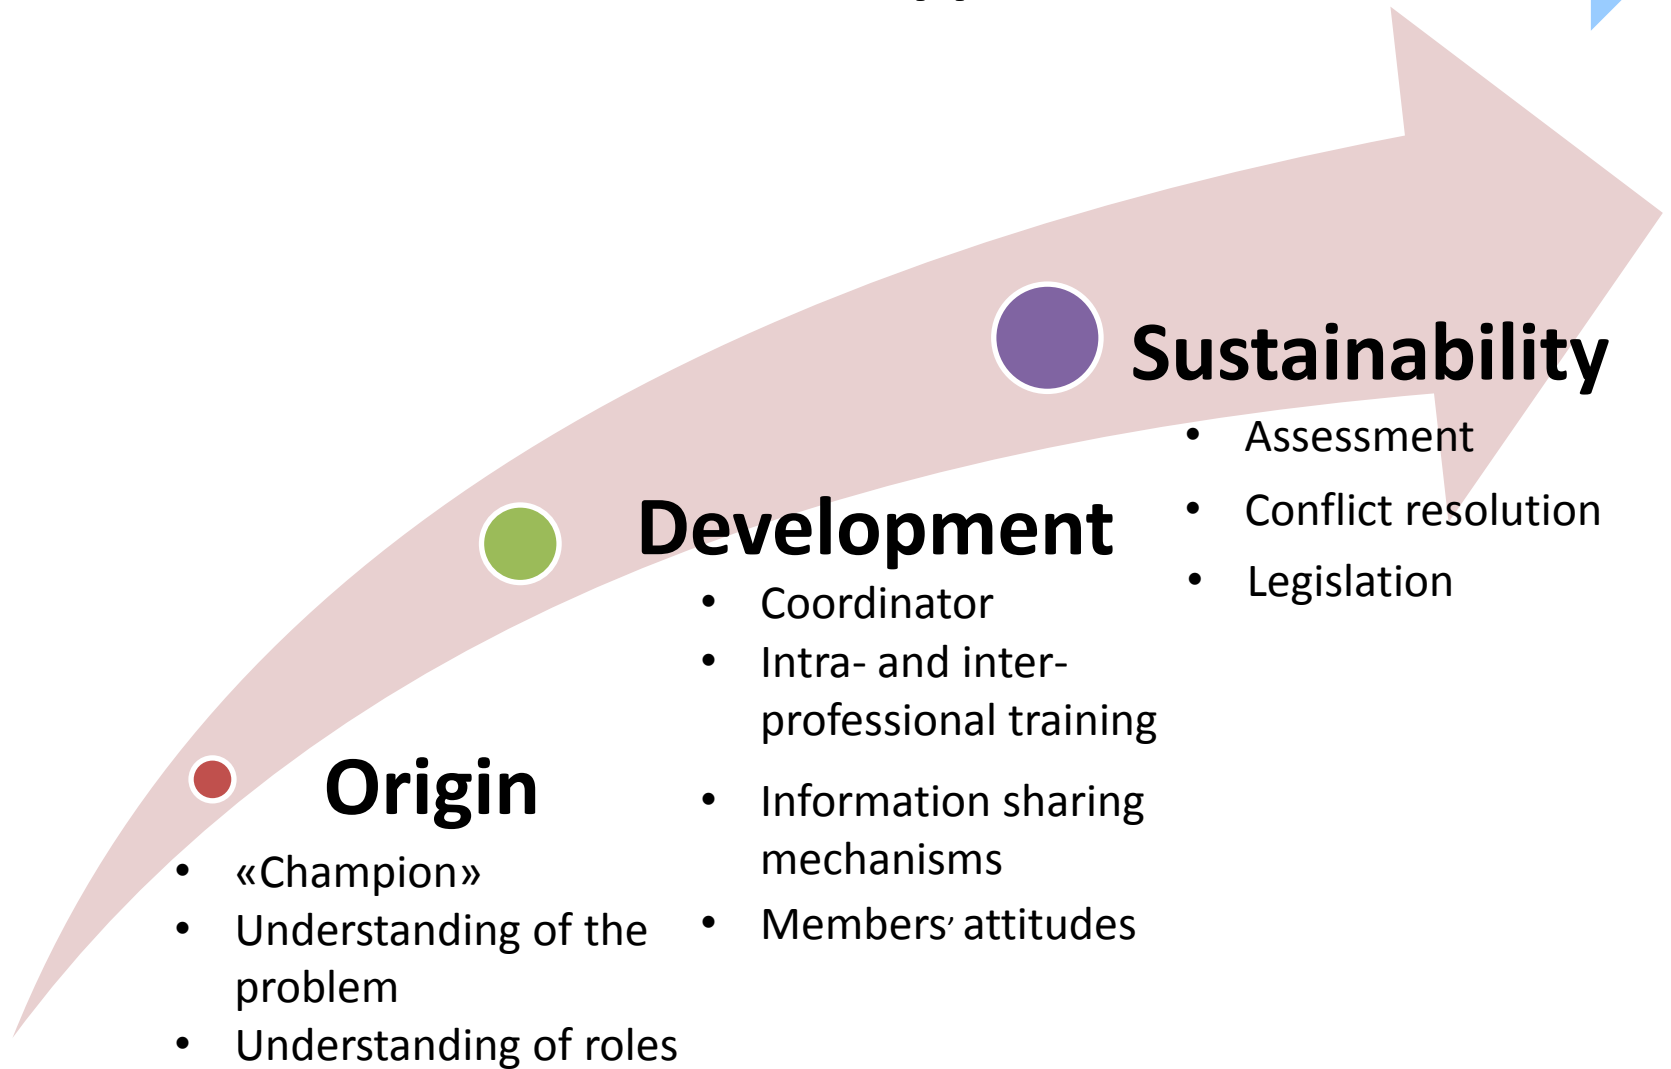 Sustainability
• Assessment
• Conflict resolution
• Legislation
Development
• Coordinator
• Intra- and inter-
professional training
• Information sharing
mechanisms
• Members’ attitudes
Origin
• «Champion»
• Understanding of the
problem
• Understanding of roles